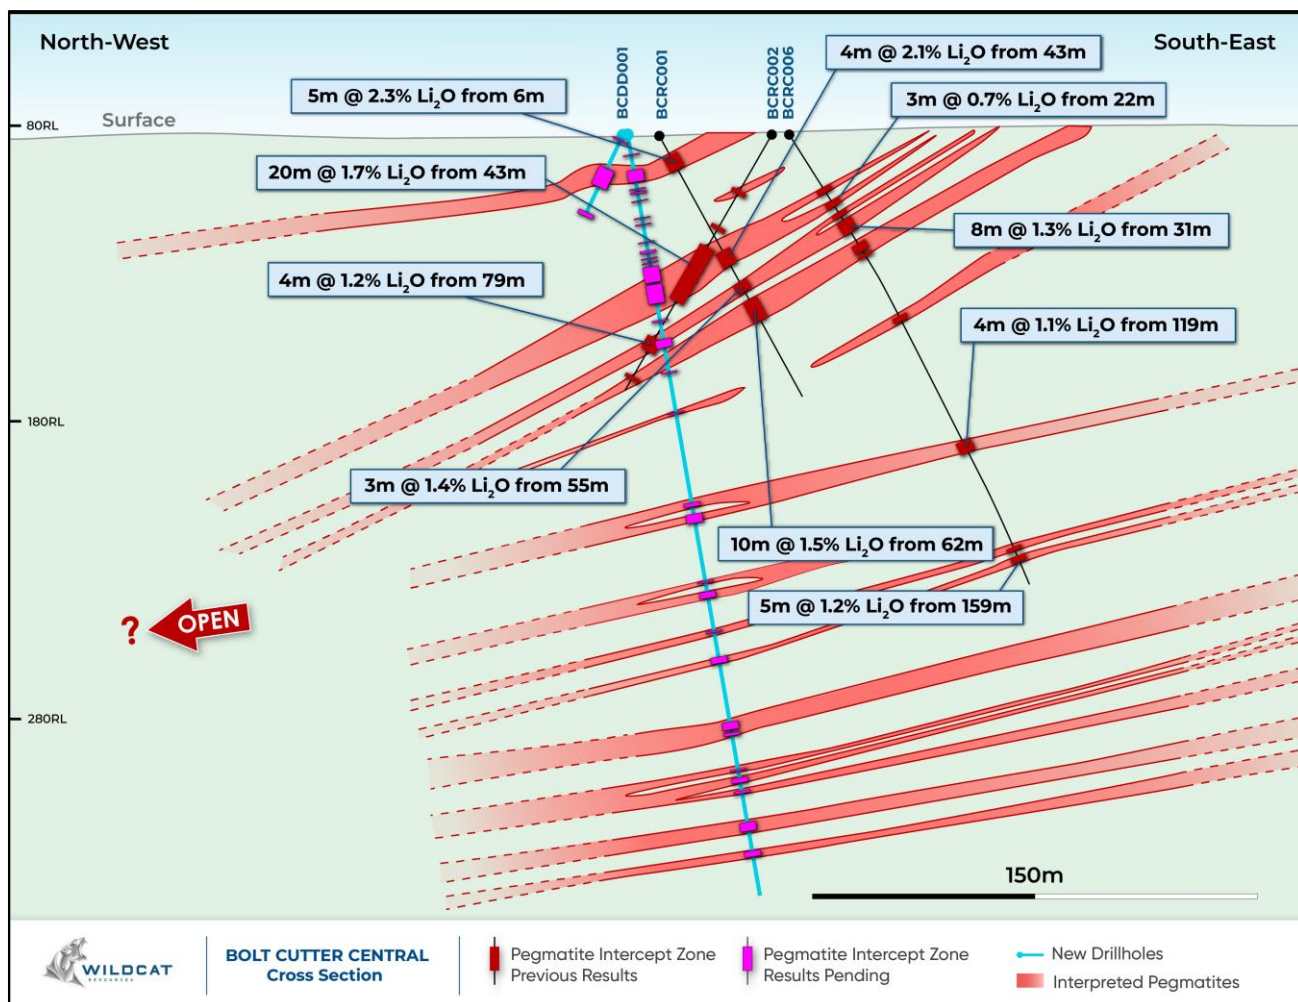 North-West
South-East
BCDD001
BCRC001
BCRC002
BCRC006
4m @ 2.1% Li₂O from 43m
5m @ 2.3% Li₂O from 6m
3m @ 0.7% Li₂O from 22m
80RL
Surface
20m @ 1.7% Li₂O from 43m
8m @ 1.3% Li₂O from 31m
4m @ 1.2% Li₂O from 79m
4m @ 1.1% Li₂O from 119m
180RL
3m @ 1.4% Li₂O from 55m
10m @ 1.5% Li₂O from 62m
5m @ 1.2% Li₂O from 159m
? OPEN
280RL
150m
WILDCAT
RESOURCES
BOLT CUTTER CENTRAL
Cross Section
Pegmatite Intercept Zone
Previous Results
Pegmatite Intercept Zone
Results Pending
New Drillholes
Interpreted Pegmatites